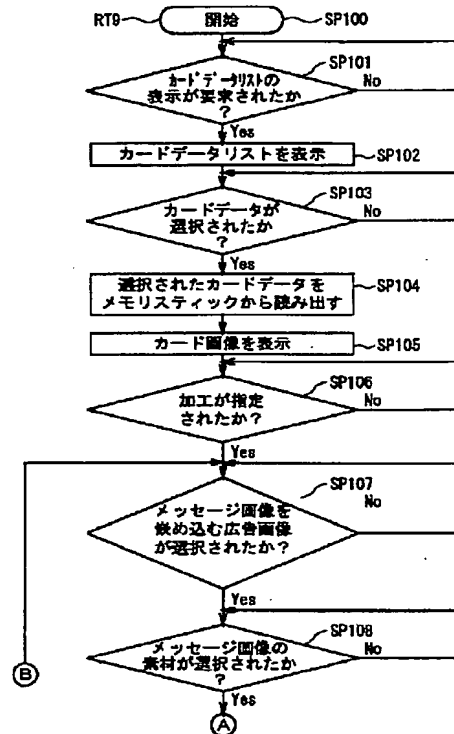 RT9
開始
SP100
SP101
カードデータリストの
表示が要求されたか
?
No
Yes
カードデータリストを表示
SP102
SP103
カードデータが
選択されたか
?
No
Yes
選択されたカードデータを
メモリスティックから読み出す
SP104
カード画像を表示
SP105
SP106
加工が指定
されたか?
No
Yes
SP107
メッセージ画像を
嵌め込む広告画像
が選択されたか?
No
Yes
SP108
メッセージ画像の
素材が選択されたか
?
No
B
Yes
A